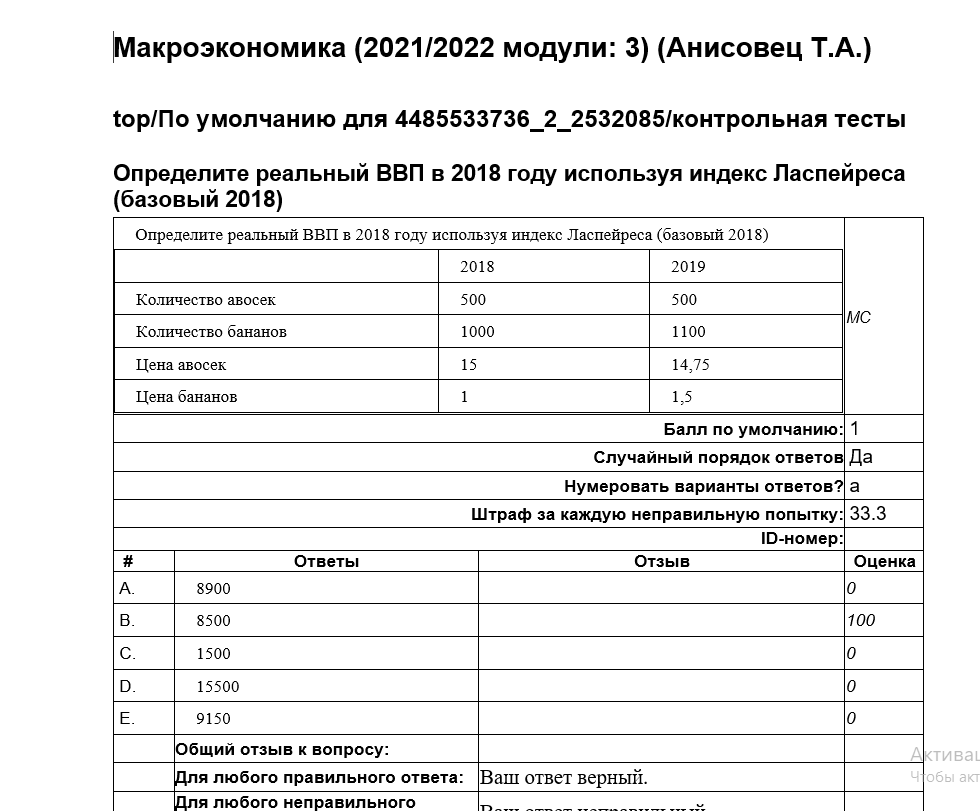 Макроэкономика (2021/2022 модули: 3) (Анисовец Т.А.)
top/По умолчанию для 4485533736_2_2532085/контрольная тесты
Определите реальный ВВП в 2018 году используя индекс Ласпейреса
(базовый 2018)
Определите реальный ВВП в 2018 году используя индекс Ласпейреса (базовый 2018)
2018 2019
Количество авосек 500 500
МС
Количество бананов 1000 1100
Цена авосек 15 14,75
Цена бананов 1 1,5
Балл по умолчанию: 1
Случайный порядок ответов Да
Нумеровать варианты ответов? а
Штраф за каждую неправильную попытку: 33.3
ID-номер:
# Ответы Отзыв Оценка
A. 8900 0
B. 8500 100
C. 1500 0
D. 15500 0
E. 9150 0
Общий отзыв к вопросу:
Для любого правильного ответа: Ваш ответ верный.
Для любого неправильного
Ваш ответ неправильный.
Активац
Чтобы акт